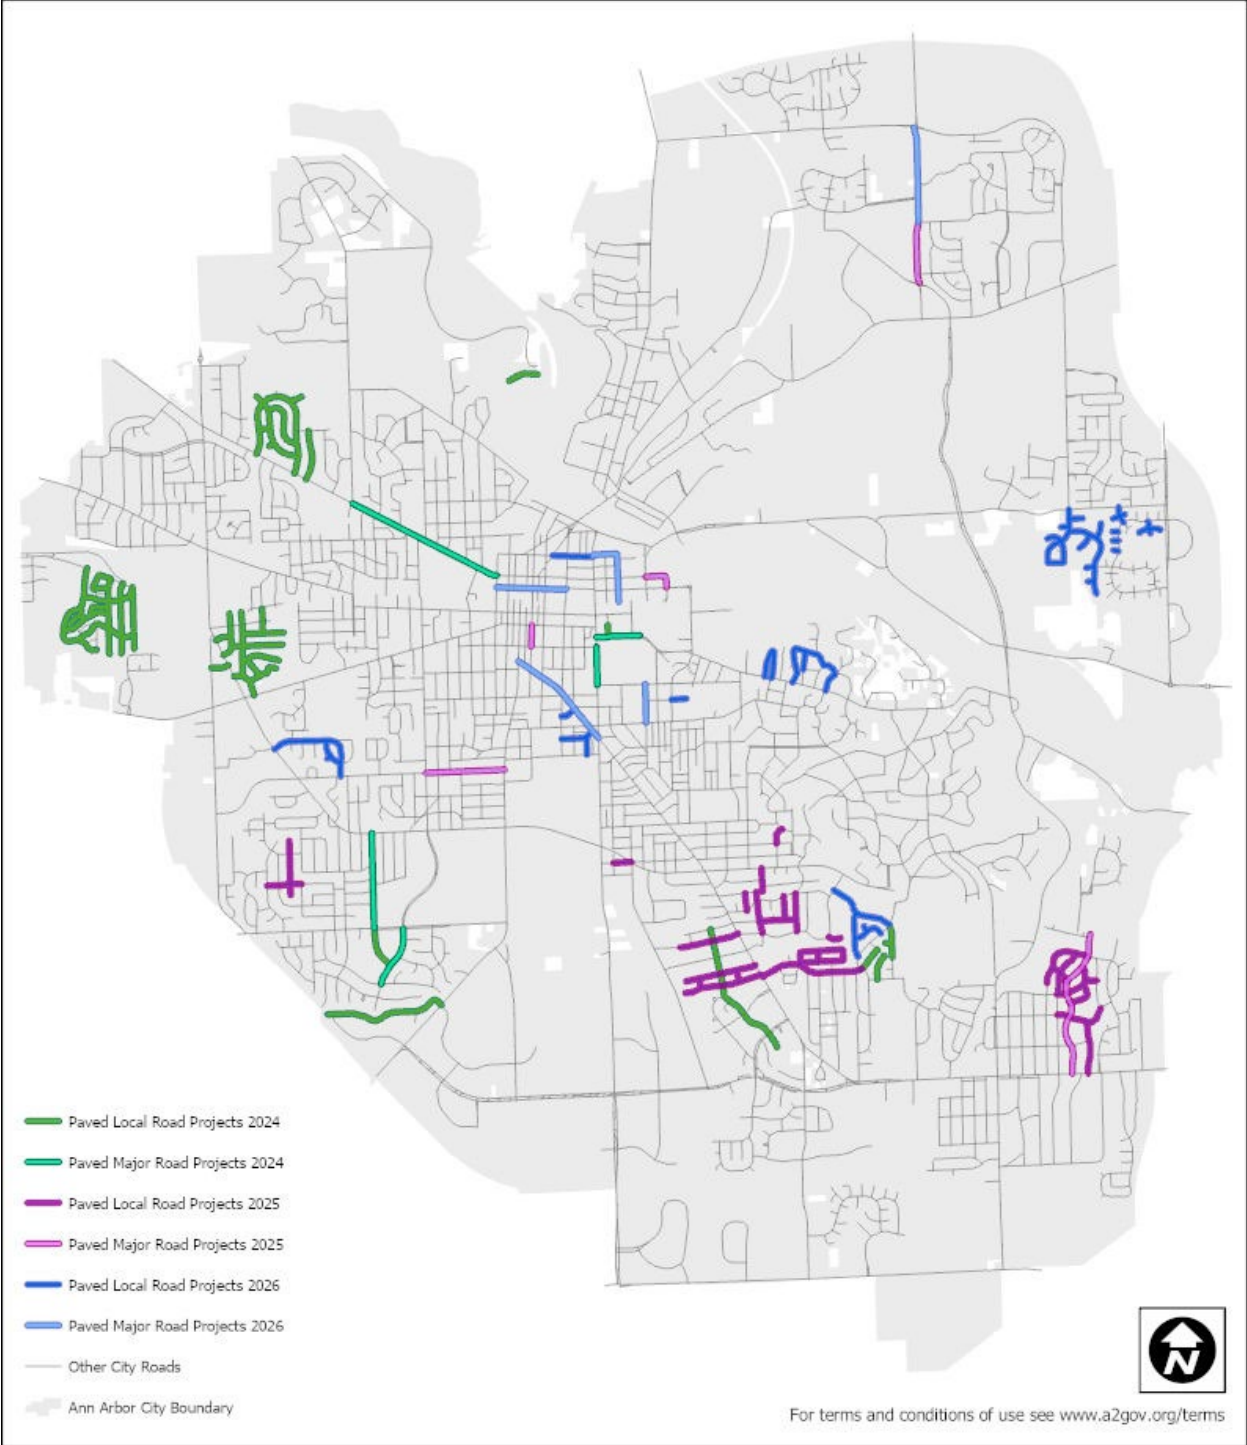 Paved Local Road Projects 2024
Paved Major Road Projects 2024
Paved Local Road Projects 2025
Paved Major Road Projects 2025
Paved Local Road Projects 2026
Paved Major Road Projects 2026
Other City Roads
Ann Arbor City Boundary
N
For terms and conditions of use see www.a2gov.org/terms